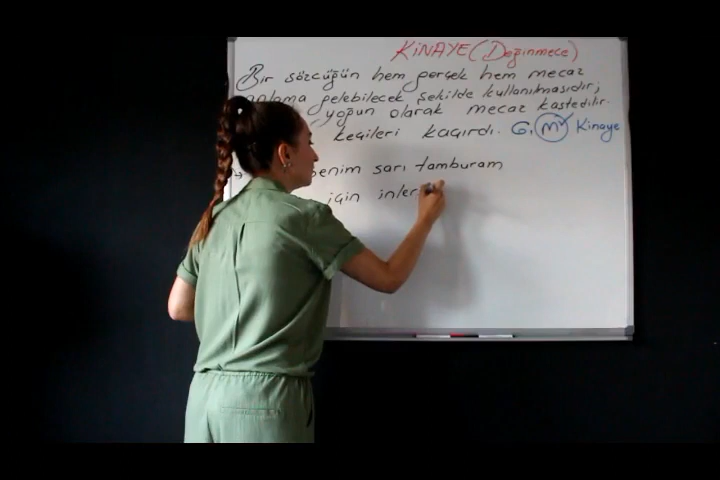 KİNAYE (Değinmece)
Bir sözcüğün hem gerçek hem mecaz
anlama gelebilecek şekilde kullanılmasıdır;
yoğun olarak mecaz kastedilir.
keçileri kaçırdı. G. M✓ Kinaye
benim sarı tamburam
için inler